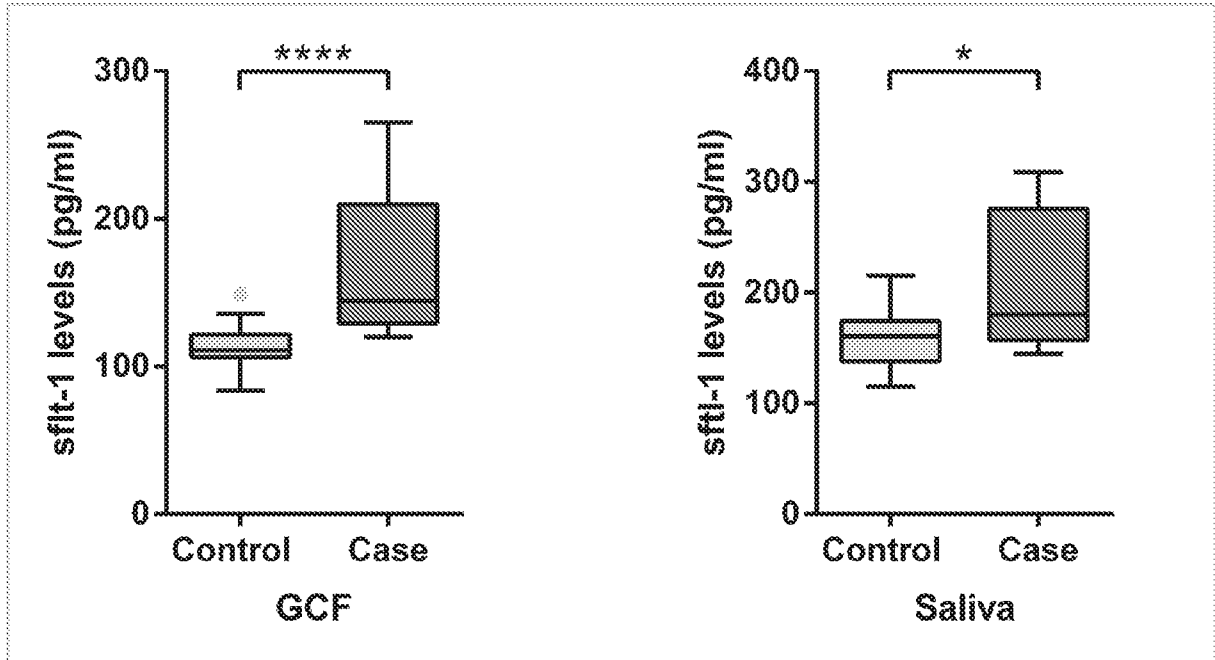 ****
300
200
100
0
sflt-1 levels (pg/ml)
Control
Case
GCF
*
400
300
200
100
0
sftl-1 levels (pg/ml)
Control
Case
Saliva